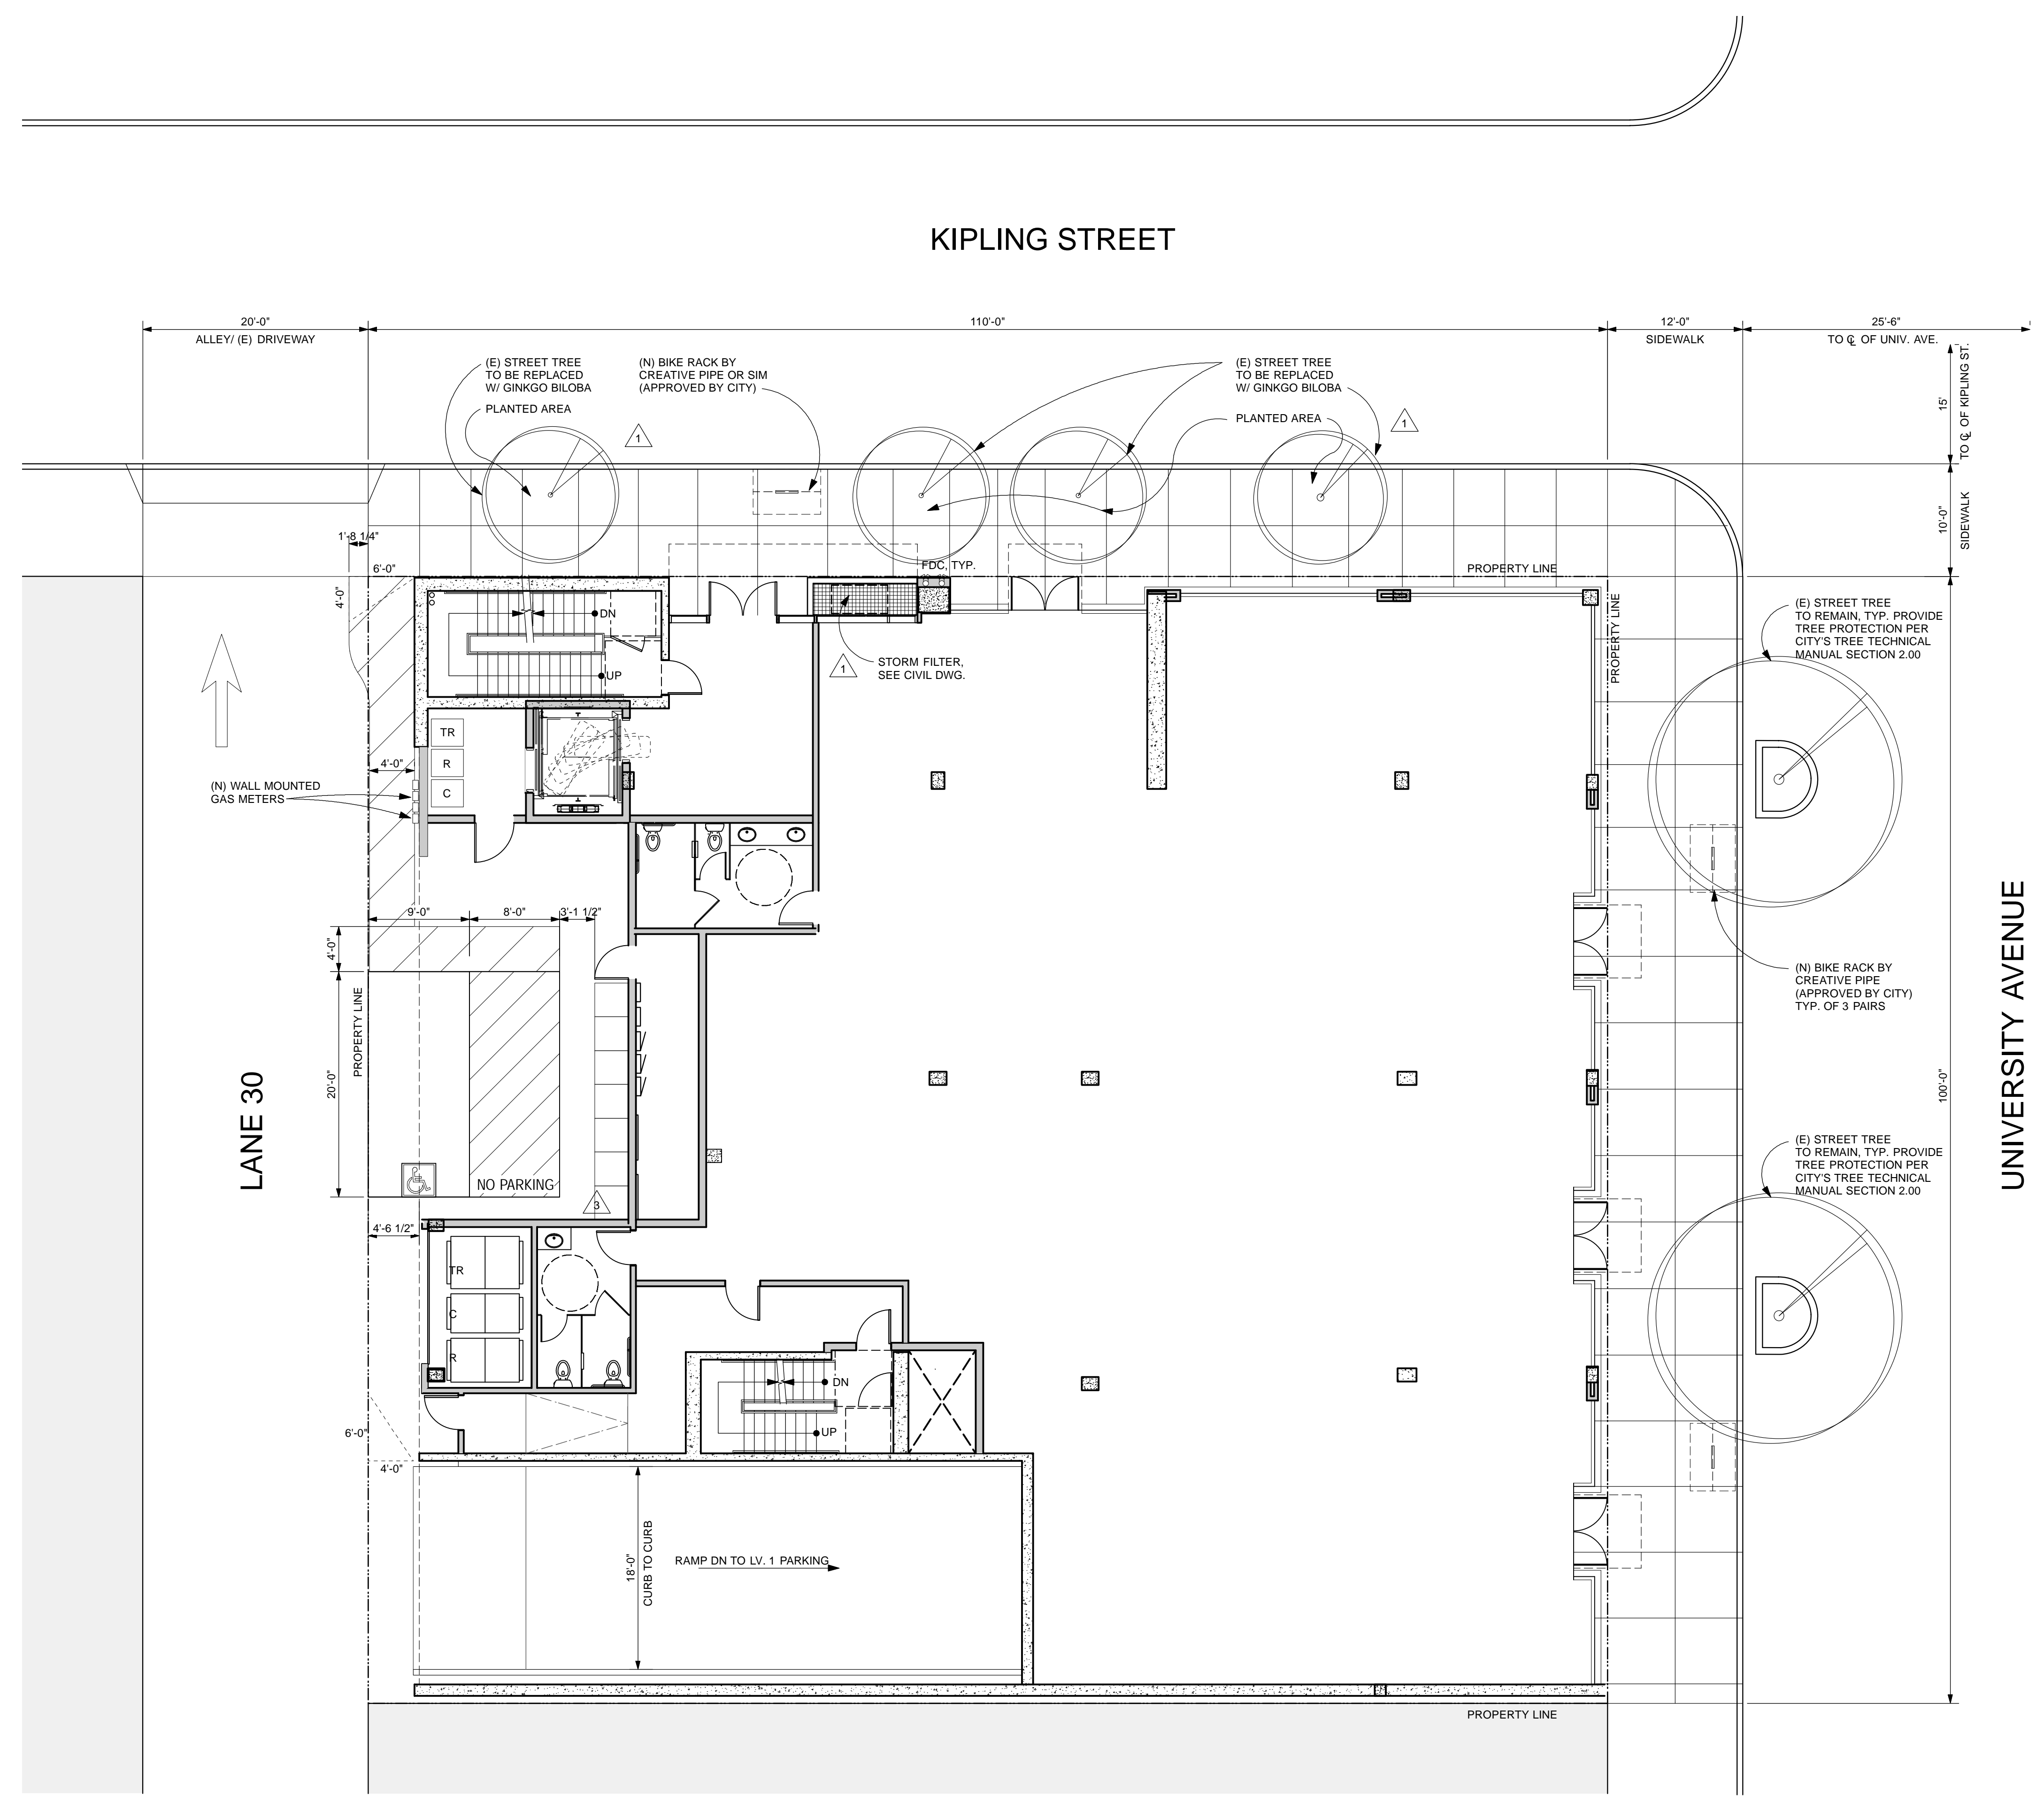 KIPLING STREET
20'-0"
ALLEY/ (E) DRIVEWAY
110'-0"
12'-0"
SIDEWALK
25'-6"
TO ℄ OF UNIV. AVE.
15'
TO ℄ OF KIPLING ST.
10'-0"
SIDEWALK
(E) STREET TREE
TO BE REPLACED
W/ GINKGO BILOBA
PLANTED AREA
1
(N) BIKE RACK BY
CREATIVE PIPE OR SIM
(APPROVED BY CITY)
(E) STREET TREE
TO BE REPLACED
W/ GINKGO BILOBA
PLANTED AREA
1
1'-8 1/4"
6'-0"
4'-0"
FDC, TYP.
PROPERTY LINE
PROPERTY LINE
DN
UP
1
STORM FILTER,
SEE CIVIL DWG.
(E) STREET TREE
TO REMAIN, TYP. PROVIDE
TREE PROTECTION PER
CITY'S TREE TECHNICAL
MANUAL SECTION 2.00
TR
R
C
4'-0"
(N) WALL MOUNTED
GAS METERS
9'-0"
8'-0"
3'-1 1/2"
4'-0"
20'-0"
PROPERTY LINE
LANE 30
NO PARKING
3
(N) BIKE RACK BY
CREATIVE PIPE
(APPROVED BY CITY)
TYP. OF 3 PAIRS
UNIVERSITY AVENUE
100'-0"
(E) STREET TREE
TO REMAIN, TYP. PROVIDE
TREE PROTECTION PER
CITY'S TREE TECHNICAL
MANUAL SECTION 2.00
4'-6 1/2"
TR
C
R
DN
UP
6'-0"
4'-0"
18'-0"
CURB TO CURB
RAMP DN TO LV. 1 PARKING
PROPERTY LINE